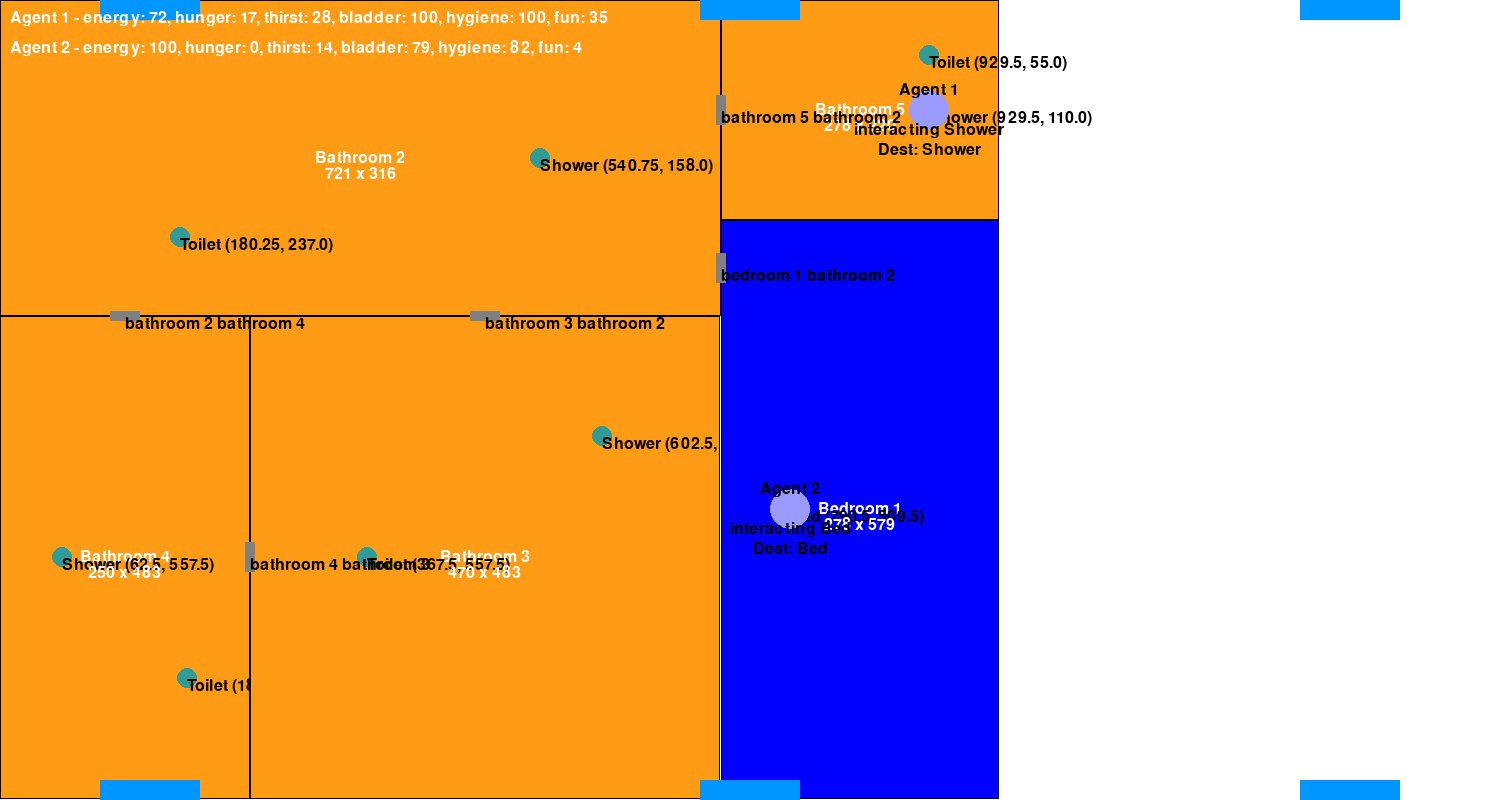 Agent 1 - energy: 72, hunger: 17, thirst: 28, bladder: 100, hygiene: 100, fun: 35
Agent 2 - energy: 100, hunger: 0, thirst: 14, bladder: 79, hygiene: 82, fun: 4
Toilet (929.5, 55.0)
Agent 1
Bathroom 5
278 x
bathroom 5 bathroom 2
ower (929.5, 110.0)
interacting Shower
Dest: Shower
Bathroom 2
721 x 316
Shower (540.75, 158.0)
Toilet (180.25, 237.0)
bedroom 1 bathroom 2
bathroom 2 bathroom 4
bathroom 3 bathroom 2
Shower (602.5,
Agent 2
Bedroom 1
278 x 579
interacting Bed
Dest: Bed
Bathroom 4
250 x 483
Shower (62.5, 557.5)
bathroom 4 bathroom 3
Toilet (367.5, 557.5)
Bathroom 3
470 x 483
Toilet (18